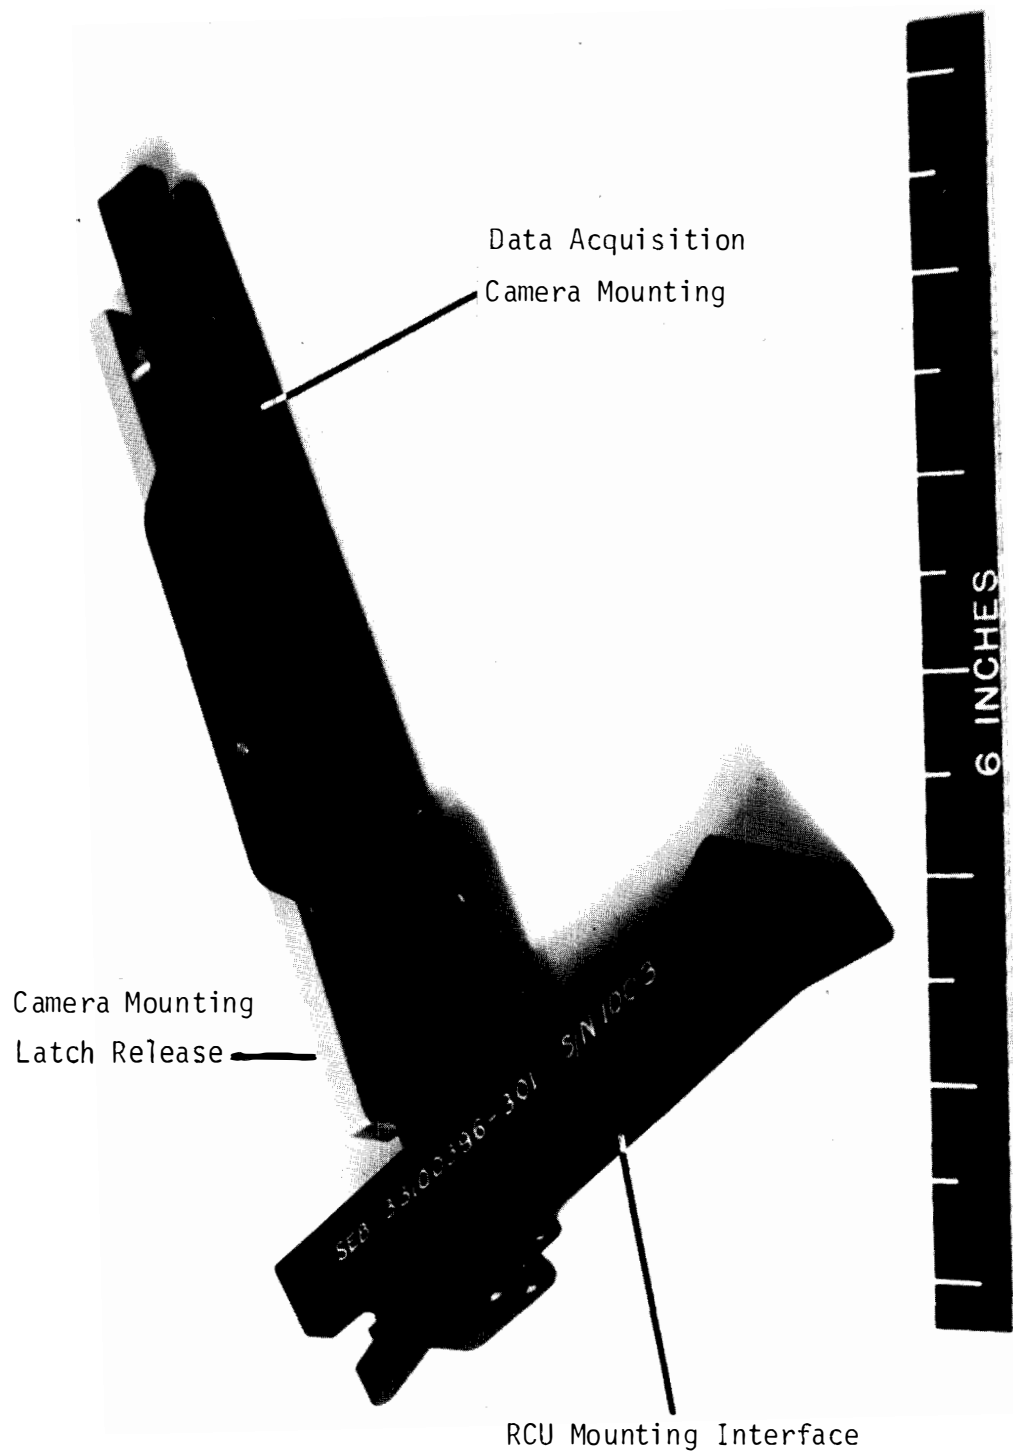 Data Acquisition
Camera Mounting
6 INCHES
Camera Mounting
Latch Release
S/N 1003
SEB 33100396-301
RCU Mounting Interface